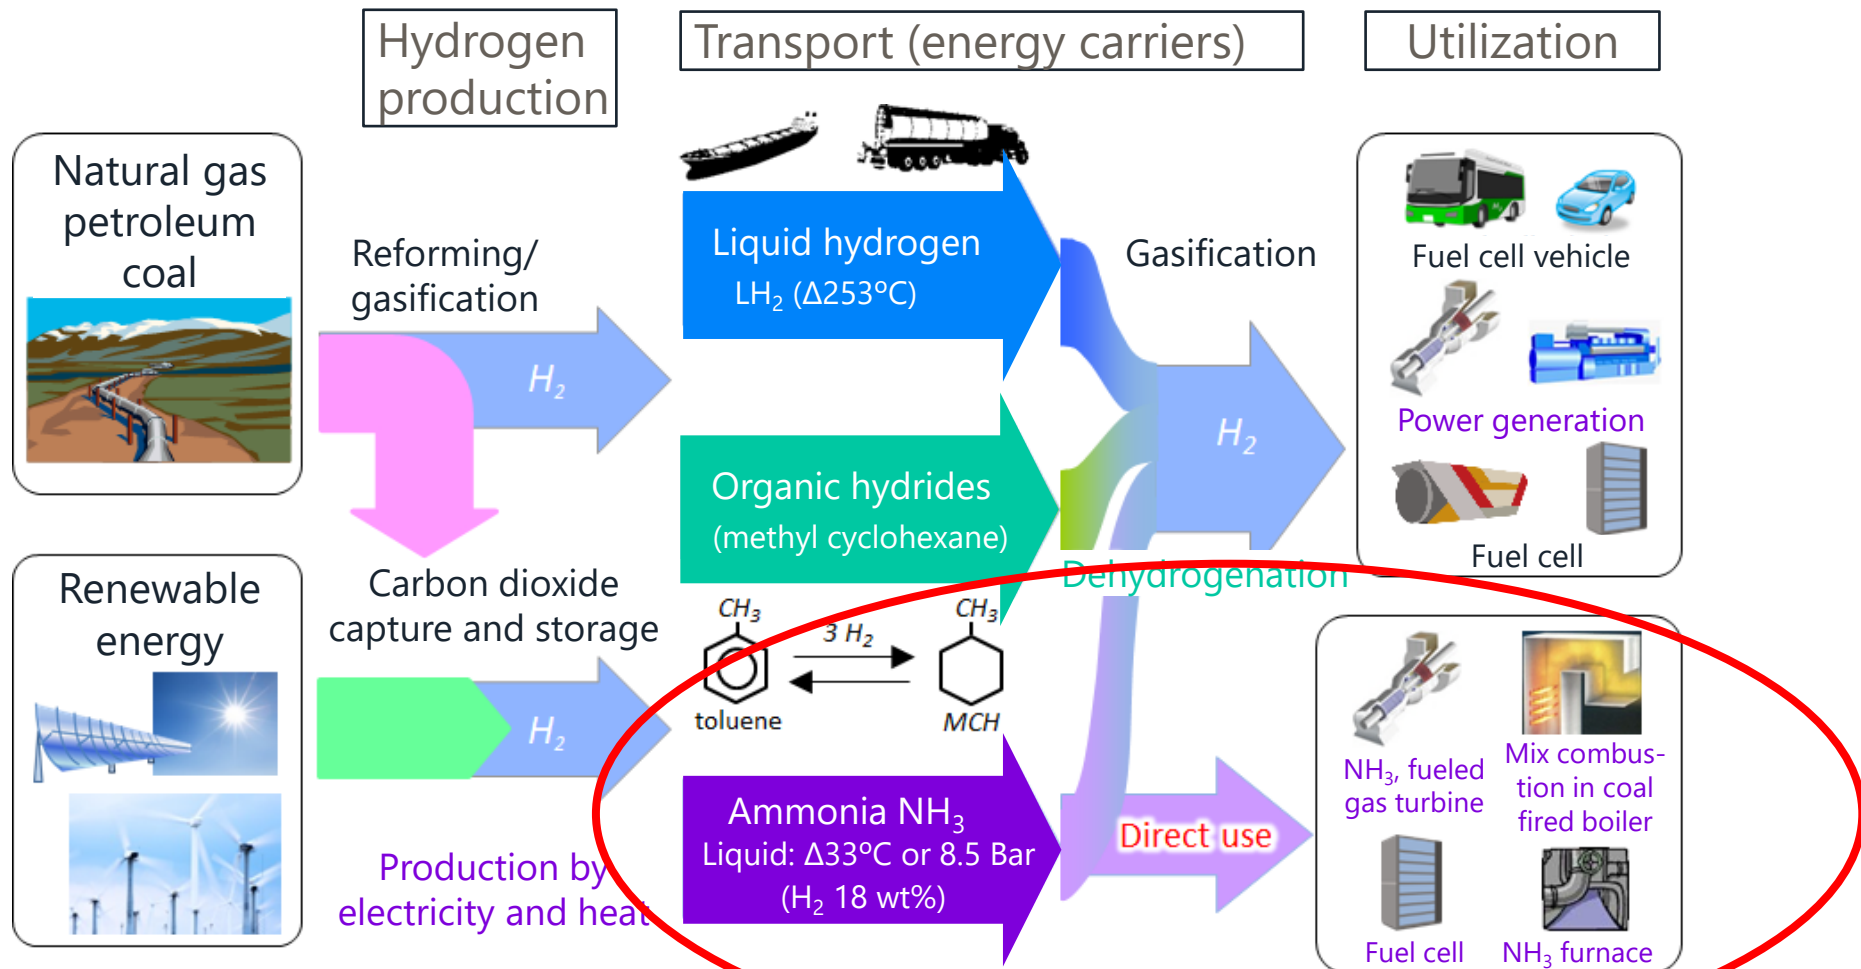 Hydrogen
production
Transport (energy carriers)
Utilization
Natural gas
petroleum
coal
Reforming/
gasification
H₂
Liquid hydrogen
LH₂ (Δ253°C)
Gasification
H₂
Fuel cell vehicle
Power generation
Fuel cell
Organic hydrides
(methyl cyclohexane)
Dehydrogenation
Renewable
energy
Carbon dioxide
capture and storage
H₂
Production by
electricity and heat
CH₃
3 H₂
CH₃
toluene
MCH
Ammonia NH₃
Liquid: Δ33°C or 8.5 Bar
(H₂ 18 wt%)
Direct use
NH₃, fueled
gas turbine
Mix combus-
tion in coal
fired boiler
Fuel cell
NH₃ furnace